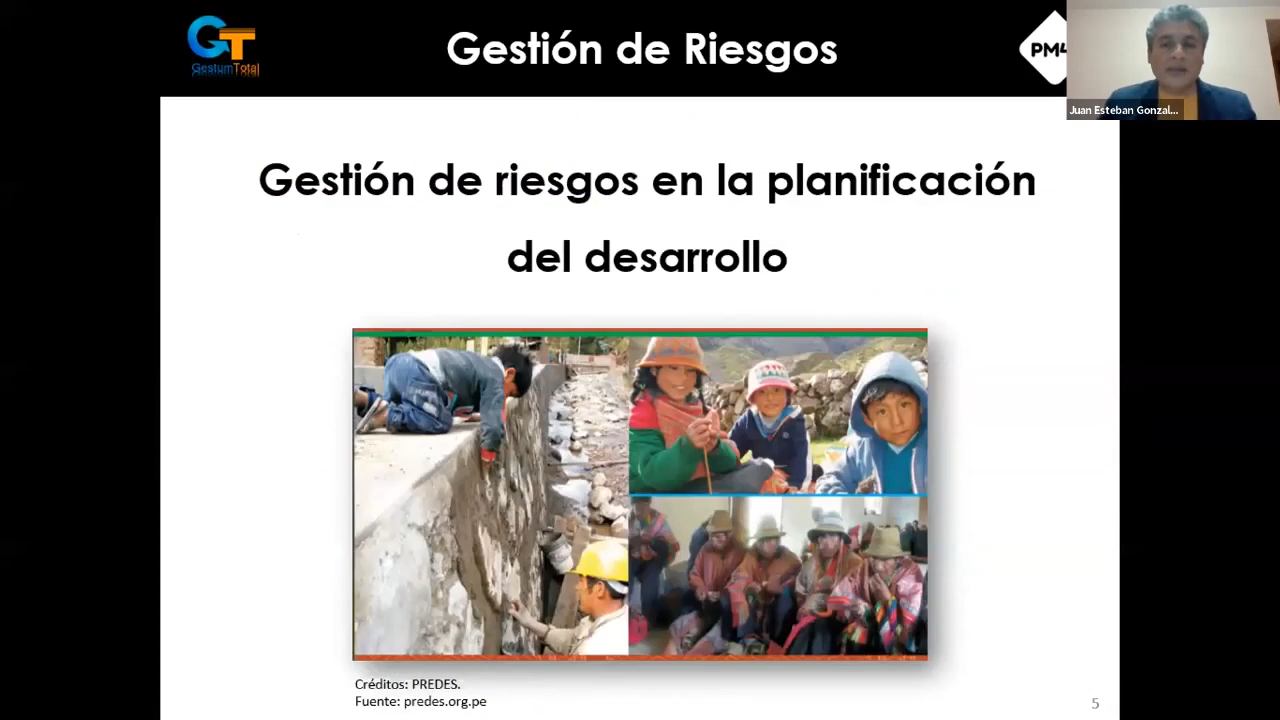 GT
GestumTotal
Gestión de Riesgos
PM4
Juan Esteban Gonzal...
Gestión de riesgos en la planificación
del desarrollo
Créditos: PREDES.
Fuente: predes.org.pe
5